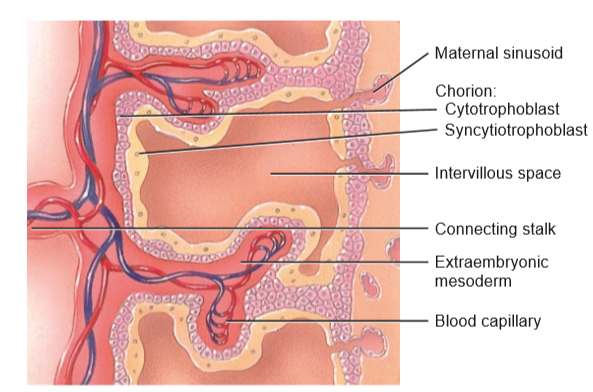 Maternal sinusoid
Chorion:
Cytotrophoblast
Syncytiotrophoblast
Intervillous space
Connecting stalk
Extraembryonic
mesoderm
Blood capillary